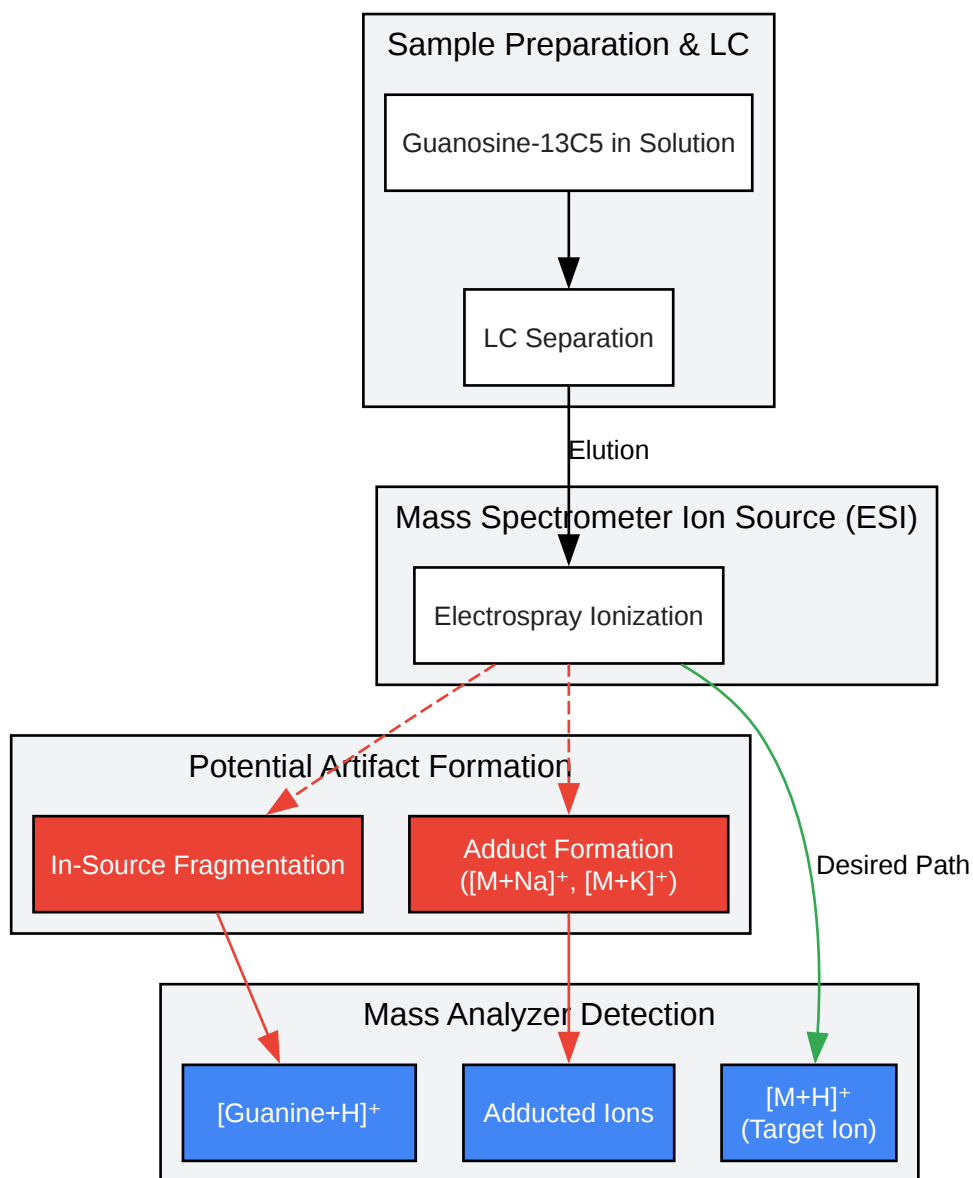 Sample Preparation & LC
Guanosine-13C5 in Solution
LC Separation
Elution
Mass Spectrometer Ion Source (ESI)
Electrospray Ionization
Potential Artifact Formation
In-Source Fragmentation
Adduct Formation
([M+Na]⁺, [M+K]⁺)
Desired Path
Mass Analyzer Detection
[Guanine+H]⁺
Adducted Ions
[M+H]⁺
(Target Ion)